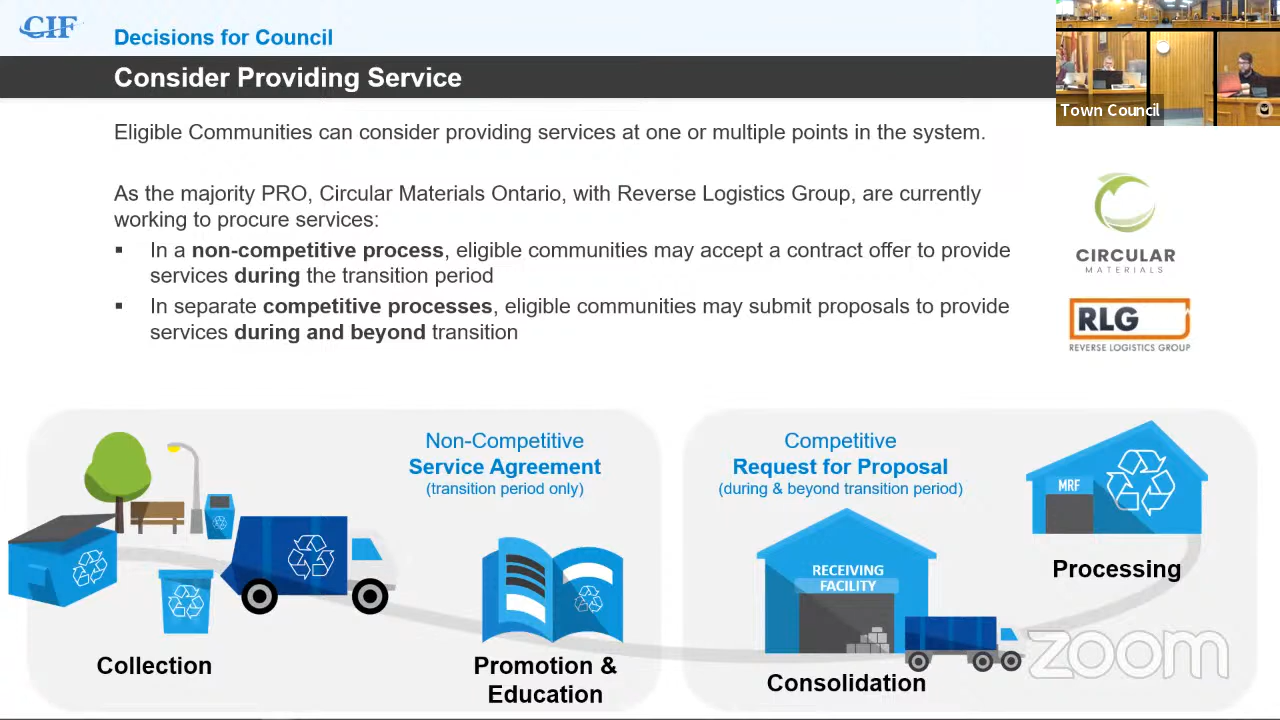 CIF
Decisions for Council
Consider Providing Service
Town Council
Eligible Communities can consider providing services at one or multiple points in the system.
As the majority PRO, Circular Materials Ontario, with Reverse Logistics Group, are currently
working to procure services:
▪ In a non-competitive process, eligible communities may accept a contract offer to provide
services during the transition period
▪ In separate competitive processes, eligible communities may submit proposals to provide
services during and beyond transition
CIRCULAR
MATERIALS
RLG
REVERSE LOGISTICS GROUP
Non-Competitive
Service Agreement
(transition period only)
Competitive
Request for Proposal
(during & beyond transition period)
MRF
RECEIVING
FACILITY
Processing
Collection
Promotion &
Education
Consolidation
zoom